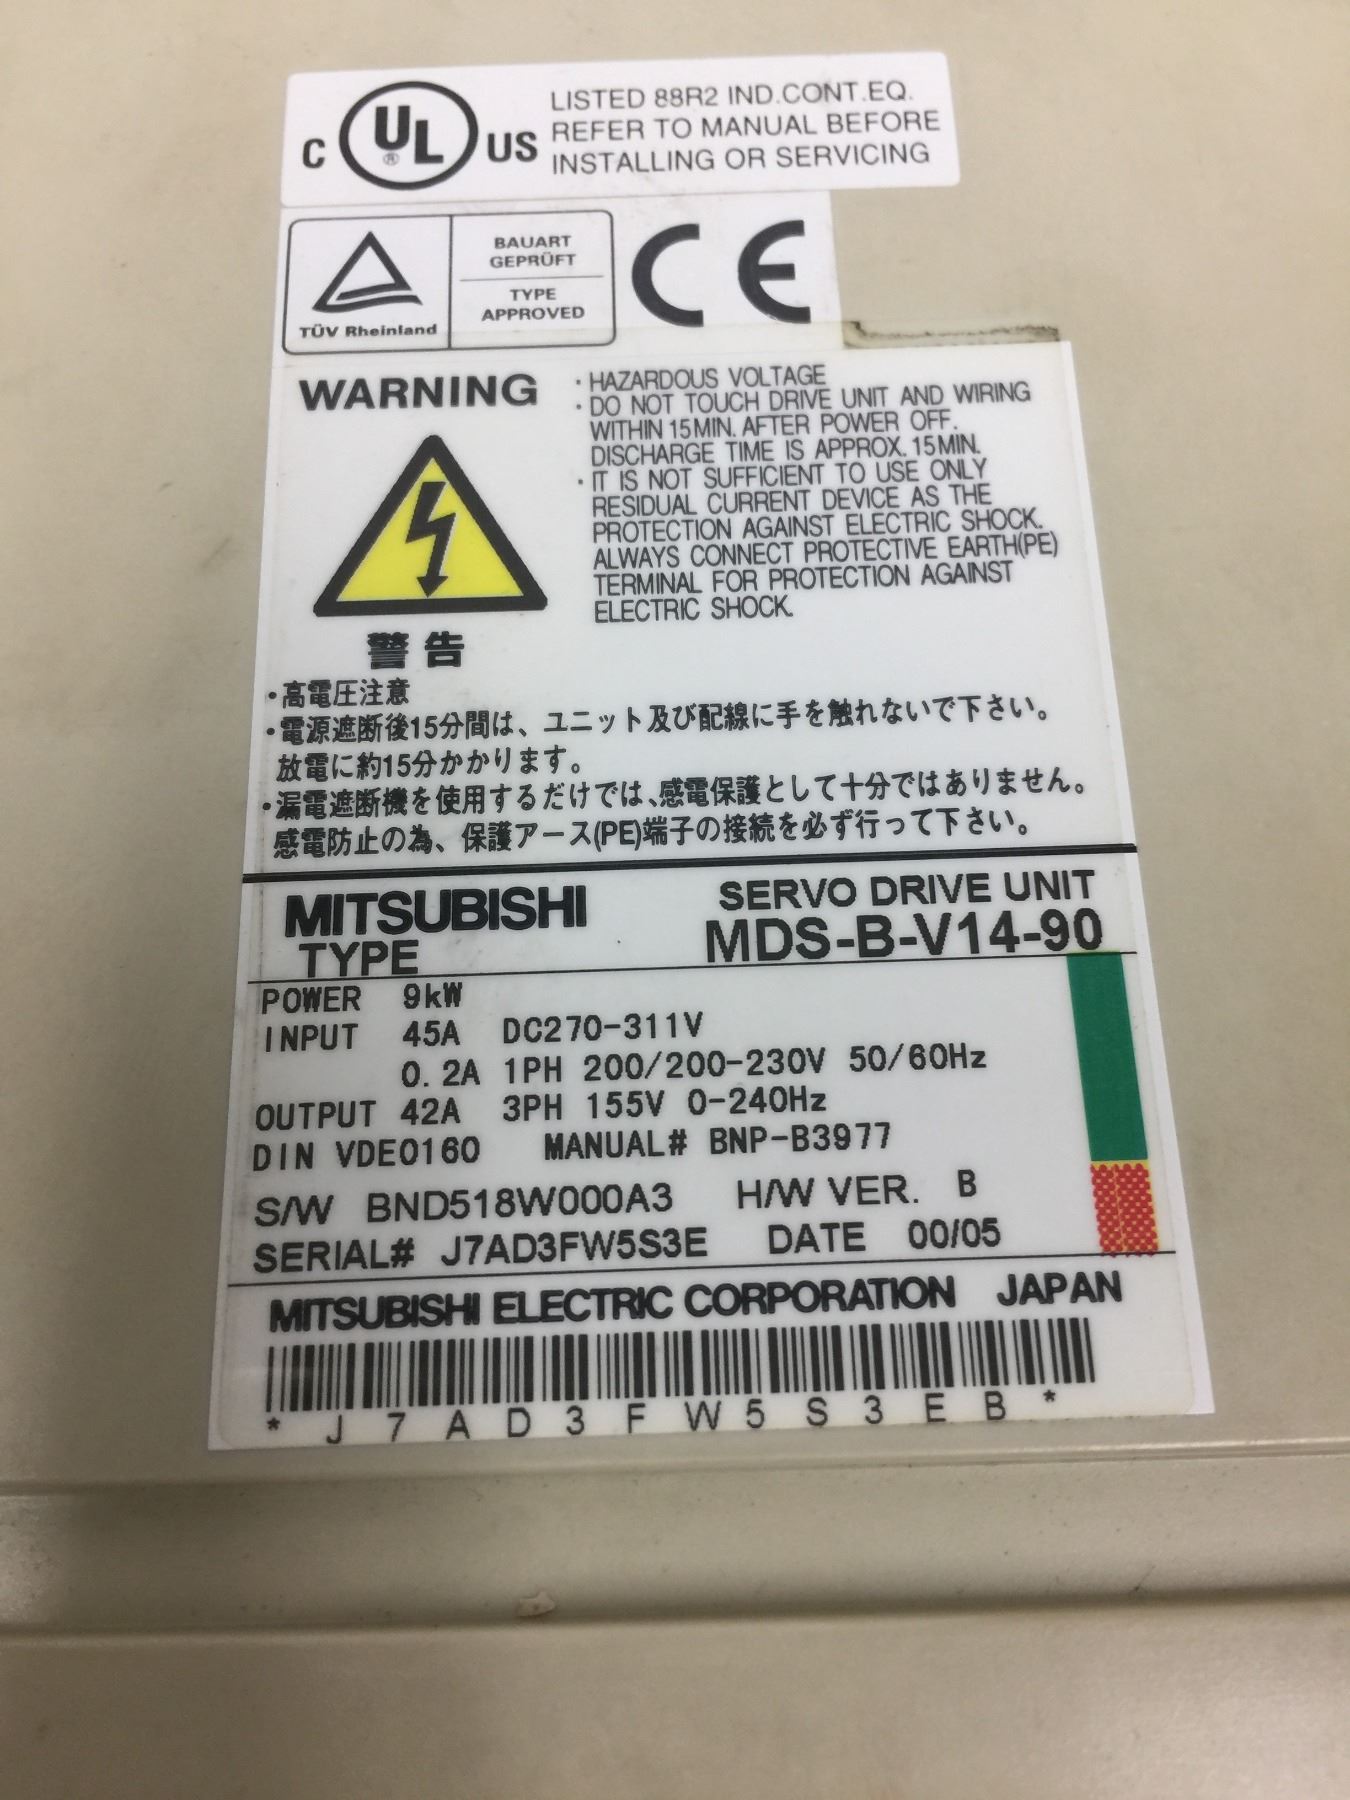 C UL® US
LISTED 88R2 IND.CONT.EQ.
REFER TO MANUAL BEFORE
INSTALLING OR SERVICING
TÜV Rheinland
BAUART
GEPRÜFT
TYPE
APPROVED
CE
WARNING
・HAZARDOUS VOLTAGE
・DO NOT TOUCH DRIVE UNIT AND WIRING
WITHIN 15MIN. AFTER POWER OFF.
DISCHARGE TIME IS APPROX. 15MIN.
・IT IS NOT SUFFICIENT TO USE ONLY
RESIDUAL CURRENT DEVICE AS THE
PROTECTION AGAINST ELECTRIC SHOCK.
ALWAYS CONNECT PROTECTIVE EARTH(PE)
TERMINAL FOR PROTECTION AGAINST
ELECTRIC SHOCK.
警告
・高電圧注意
・電源遮断後15分間は、ユニット及び配線に手を触れないで下さい。
放電に約15分かかります。
・漏電遮断機を使用するだけでは、感電保護として十分ではありません。
感電防止の為、保護アース(PE)端子の接続を必ず行って下さい。
MITSUBISHI SERVO DRIVE UNIT
TYPE MDS-B-V14-90
POWER 9kW
INPUT 45A DC270-311V
0.2A 1PH 200/200-230V 50/60Hz
OUTPUT 42A 3PH 155V 0-240Hz
DIN VDE0160 MANUAL# BNP-B3977
S/W BND518W000A3 H/W VER. B
SERIAL# J7AD3FW5S3E DATE 00/05
MITSUBISHI ELECTRIC CORPORATION JAPAN
* J 7 A D 3 F W 5 S 3 E B *